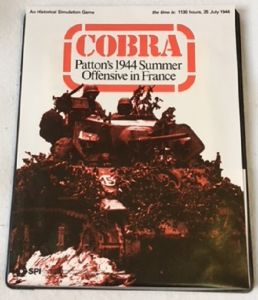 An Historical Simulation Game
the time is: 1130 hours, 25 July 1944
COBRA
Patton's 1944 Summer
Offensive in France
SPI